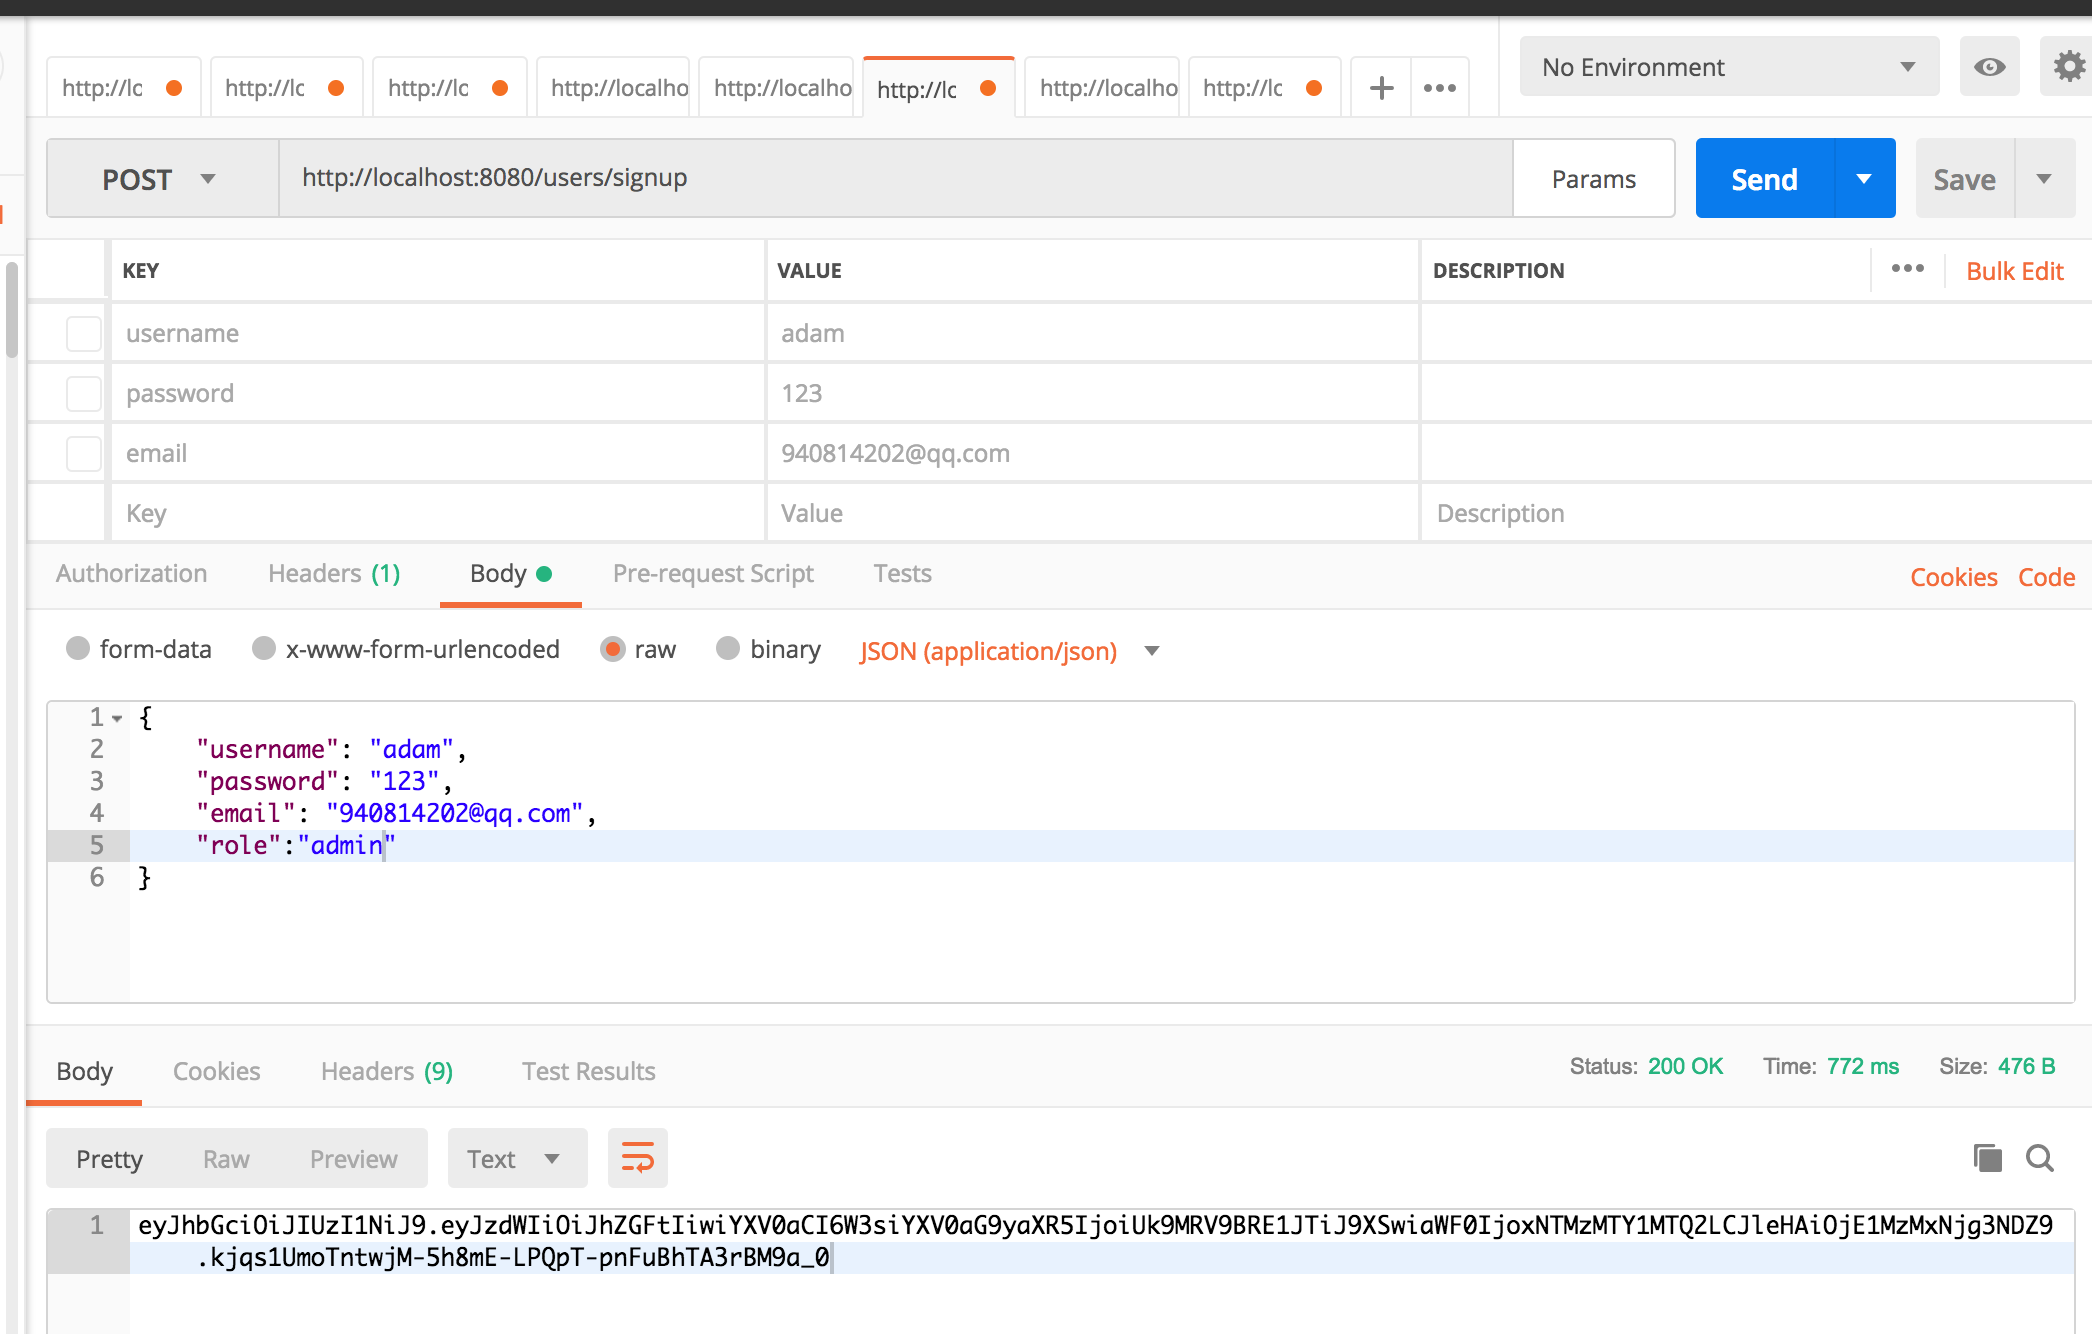 http://lc http://lc http://lc http://localho http://localho http://lc http://localho http://lc + •••
No Environment
POST http://localhost:8080/users/signup Params Send Save
KEY VALUE DESCRIPTION ••• Bulk Edit
username adam
password 123
email 940814202@qq.com
Key Value Description
Authorization Headers (1) Body Pre-request Script Tests Cookies Code
form-data x-www-form-urlencoded raw binary JSON (application/json)
1 {
2 "username": "adam",
3 "password": "123",
4 "email": "940814202@qq.com",
5 "role":"admin"
6 }
Body Cookies Headers (9) Test Results Status: 200 OK Time: 772 ms Size: 476 B
Pretty Raw Preview Text
1 eyJhbGciOiJIUzI1NiJ9.eyJzdWIiOiJhZGFtIiwiYXV0aCI6W3siYXV0aG9yaXR5IjoiUk9MRV9BRE1JTiJ9XSwiaWF0IjoxNTMzMTY1MTQ2LCJleHAiOjE1MzMxNjg3NDZ9
.kjqs1UmoTntwjM-5h8mE-LPQpT-pnFuBhTA3rBM9a_0